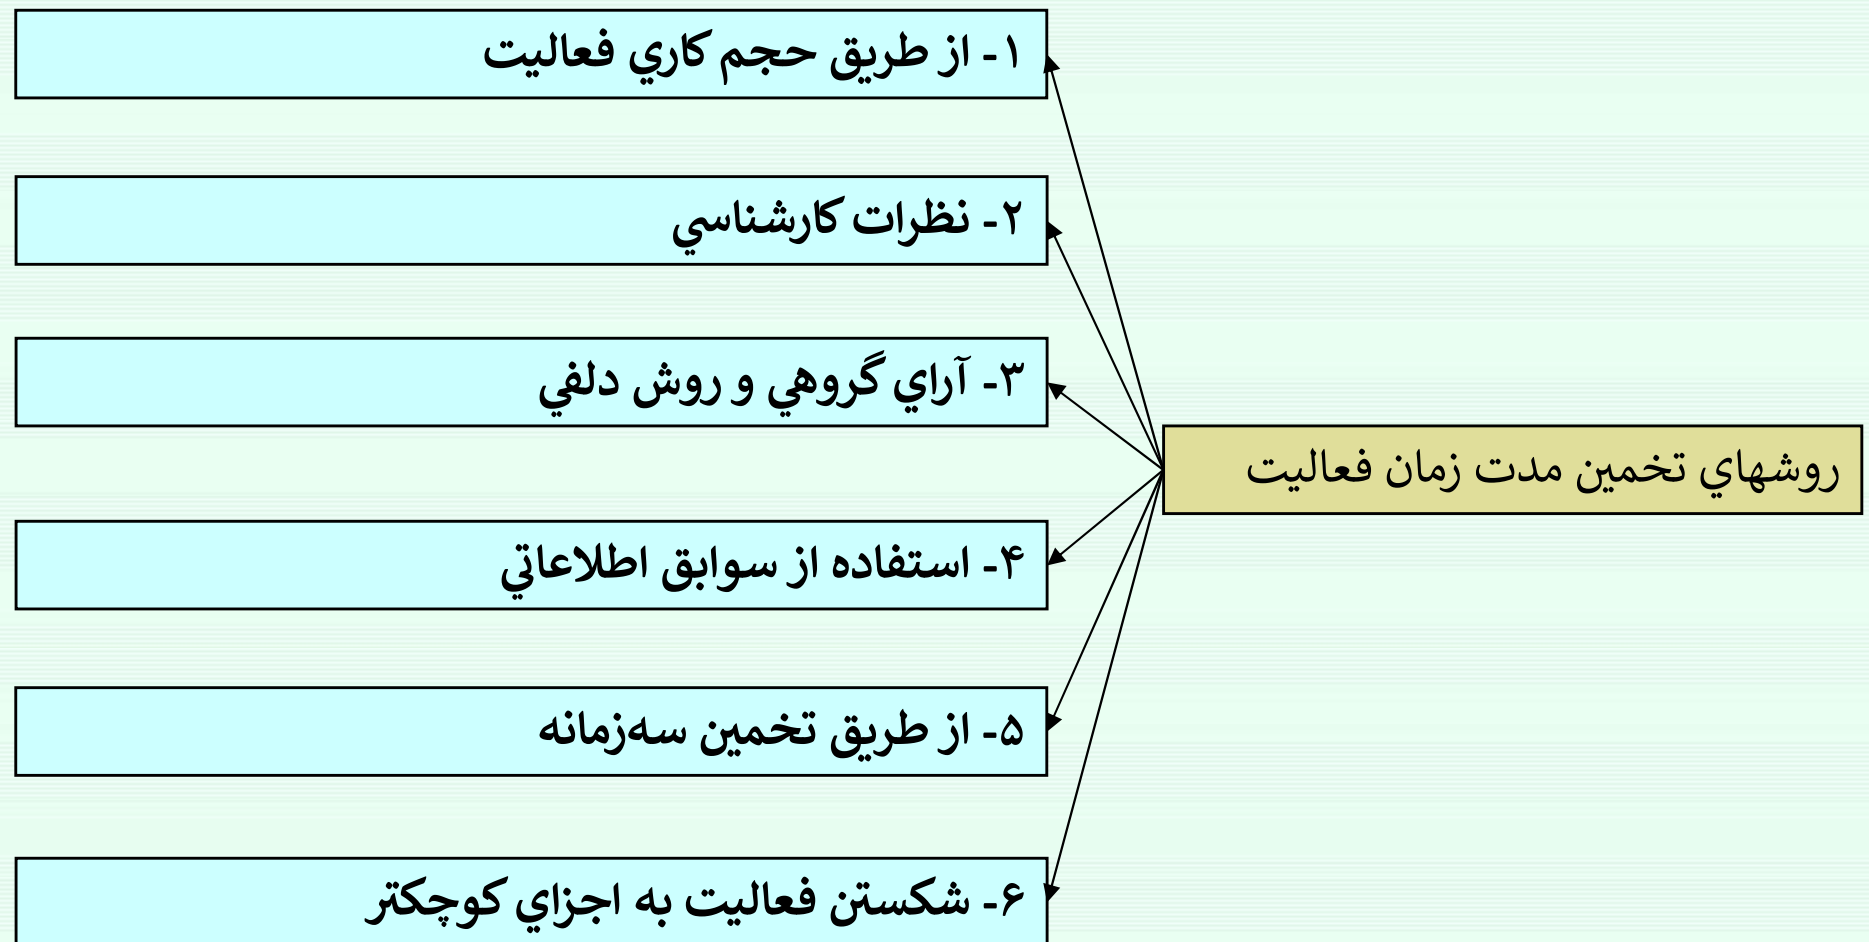 روشهاي تخمين مدت زمان فعاليت
۱- از طريق حجم كاري فعاليت
۲- نظرات كارشناسي
۳- آراي گروهي و روش دلفي
۴- استفاده از سوابق اطلاعاتي
۵- از طريق تخمين سه‌زمانه
۶- شكستن فعاليت به اجزاي كوچكتر